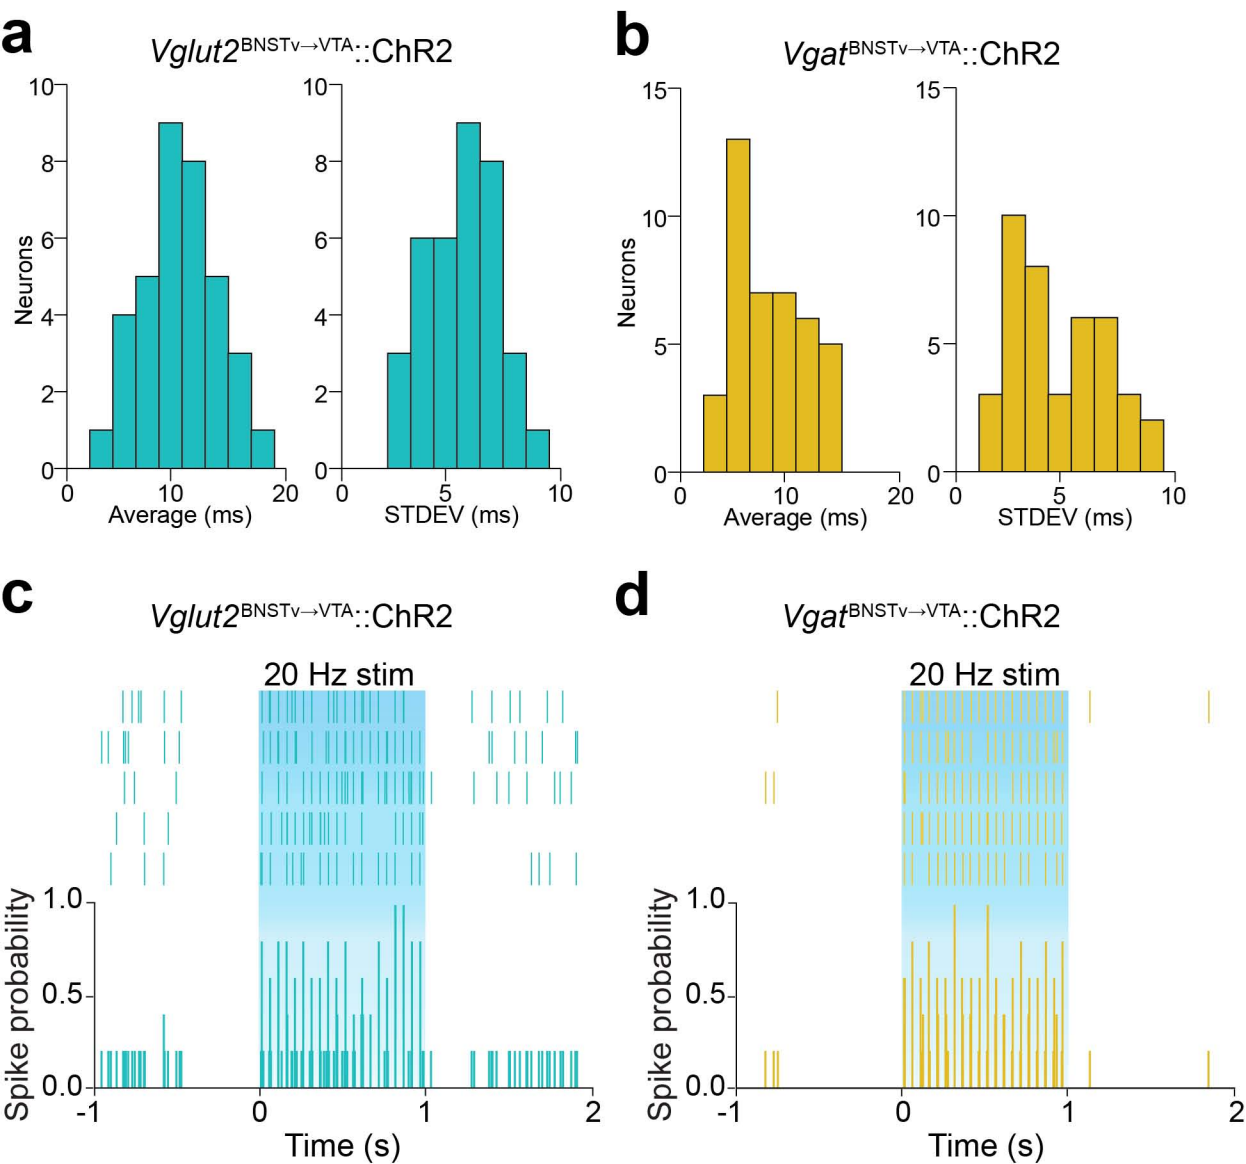 a
Vglut2BNSTv→VTA::ChR2
10
8
6
4
2
0
Neurons
0 10 20
Average (ms)
10
8
6
4
2
0
0 5 10
STDEV (ms)
b
VgatBNSTv→VTA::ChR2
15
10
5
0
Neurons
0 10 20
Average (ms)
15
10
5
0
0 5 10
STDEV (ms)
c
Vglut2BNSTv→VTA::ChR2
20 Hz stim
Spike probability
1.0
0.5
0.0
-1 0 1 2
Time (s)
d
VgatBNSTv→VTA::ChR2
20 Hz stim
Spike probability
1.0
0.5
0.0
-1 0 1 2
Time (s)